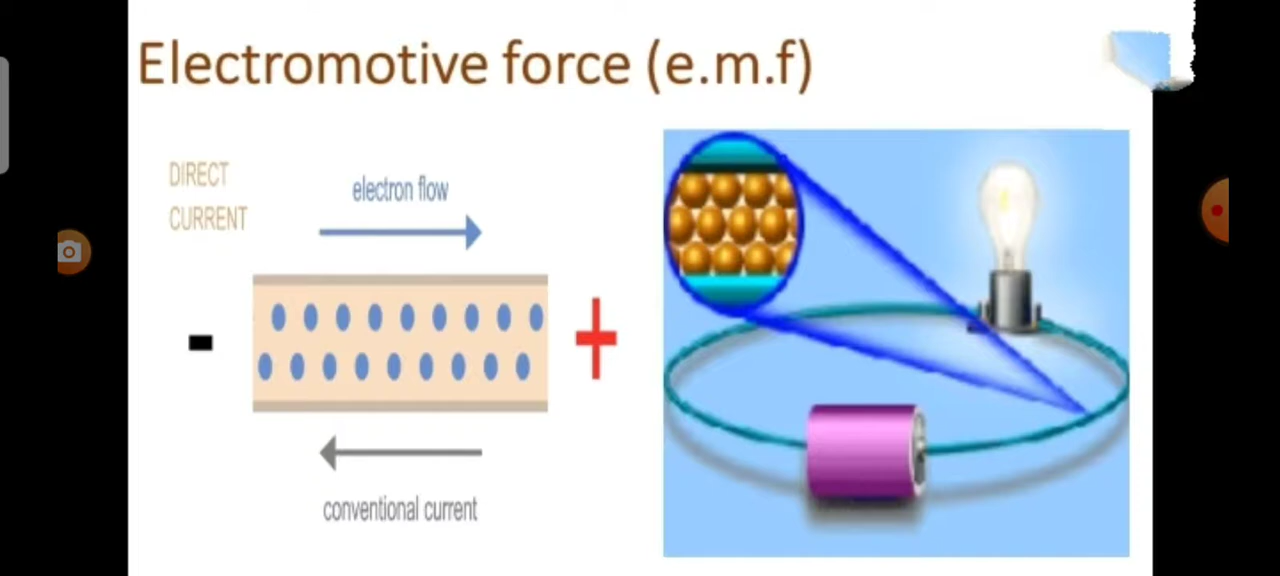 Electromotive force (e.m.f)
DIRECT
CURRENT
electron flow
-
+
conventional current